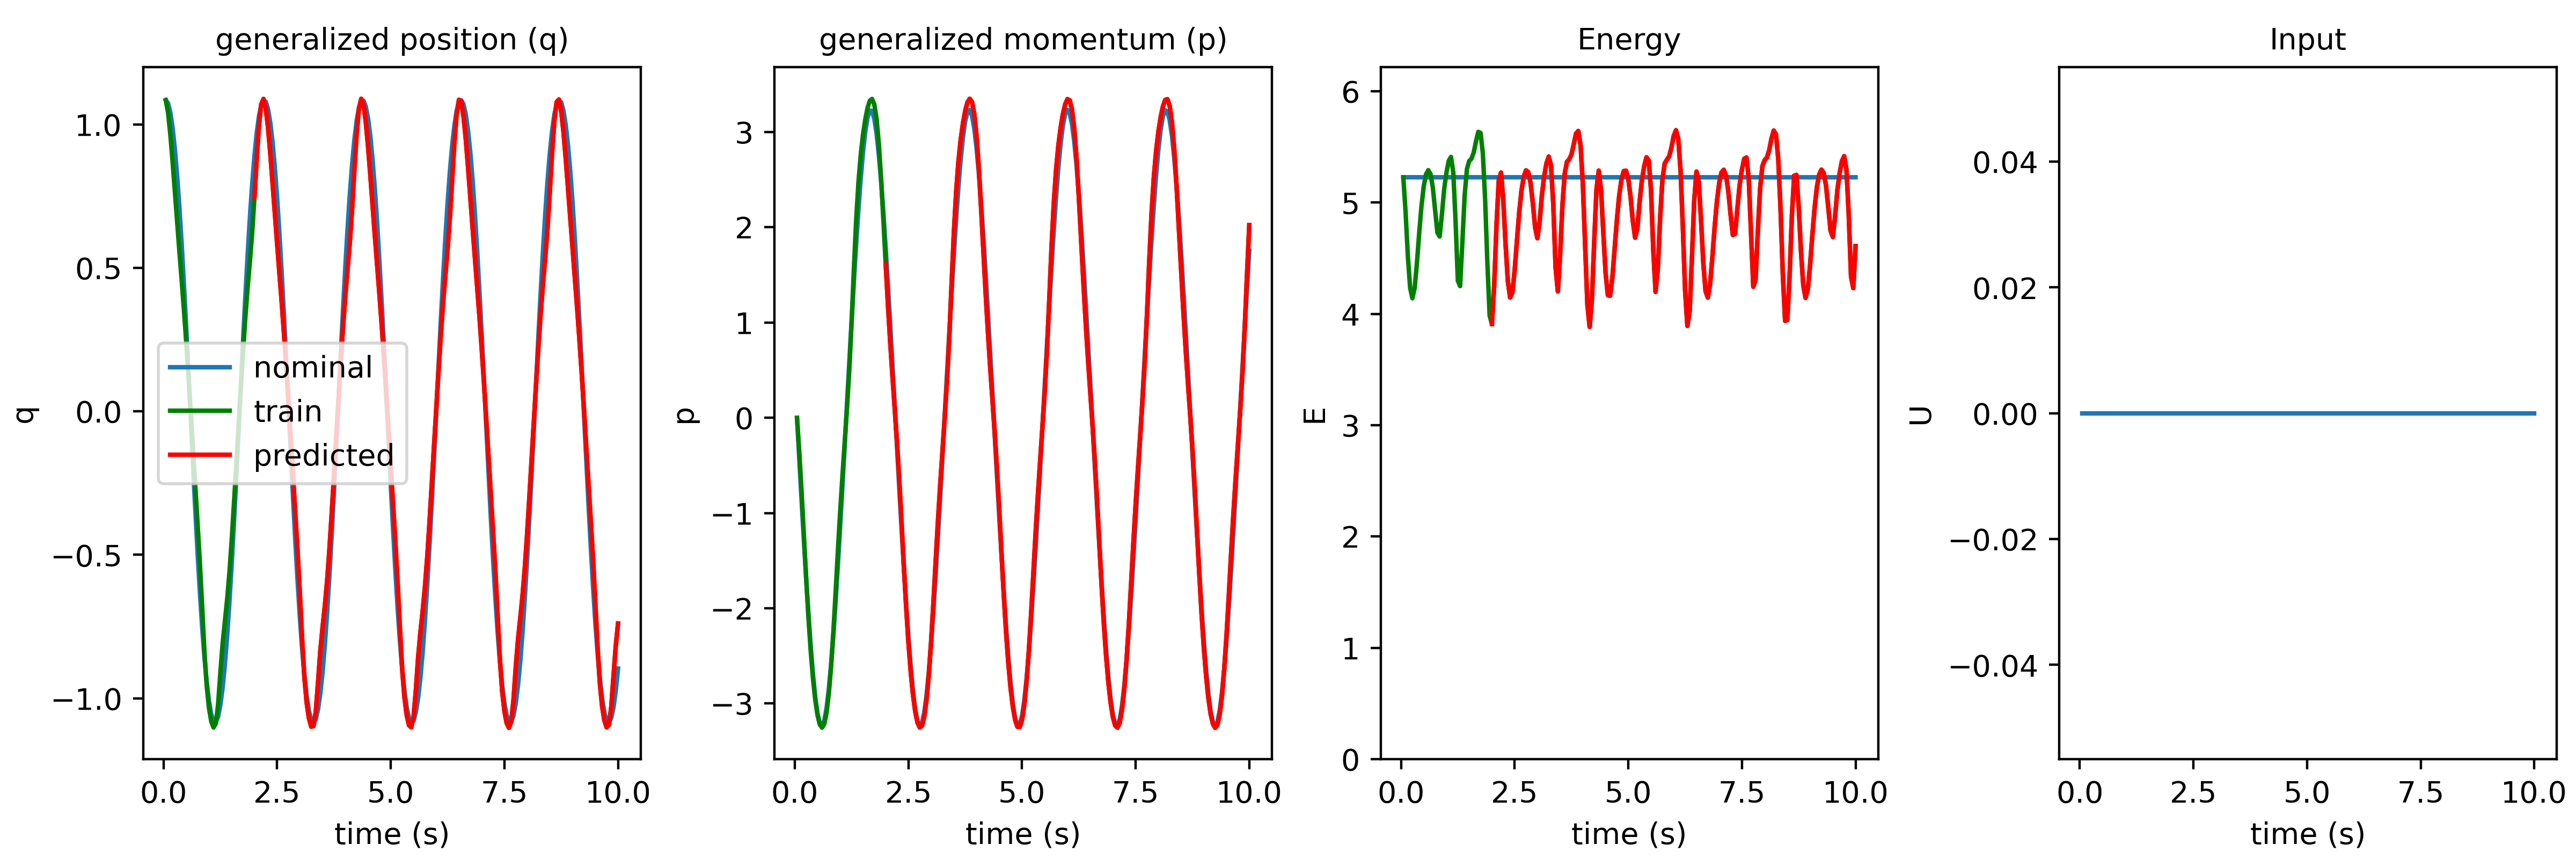 generalized position (q)
q
1.0
0.5
0.0
−0.5
−1.0
nominal
train
predicted
0.0 2.5 5.0 7.5 10.0
time (s)
generalized momentum (p)
p
3
2
1
0
−1
−2
−3
0.0 2.5 5.0 7.5 10.0
time (s)
Energy
E
6
5
4
3
2
1
0
0.0 2.5 5.0 7.5 10.0
time (s)
Input
U
0.04
0.02
0.00
−0.02
−0.04
0.0 2.5 5.0 7.5 10.0
time (s)